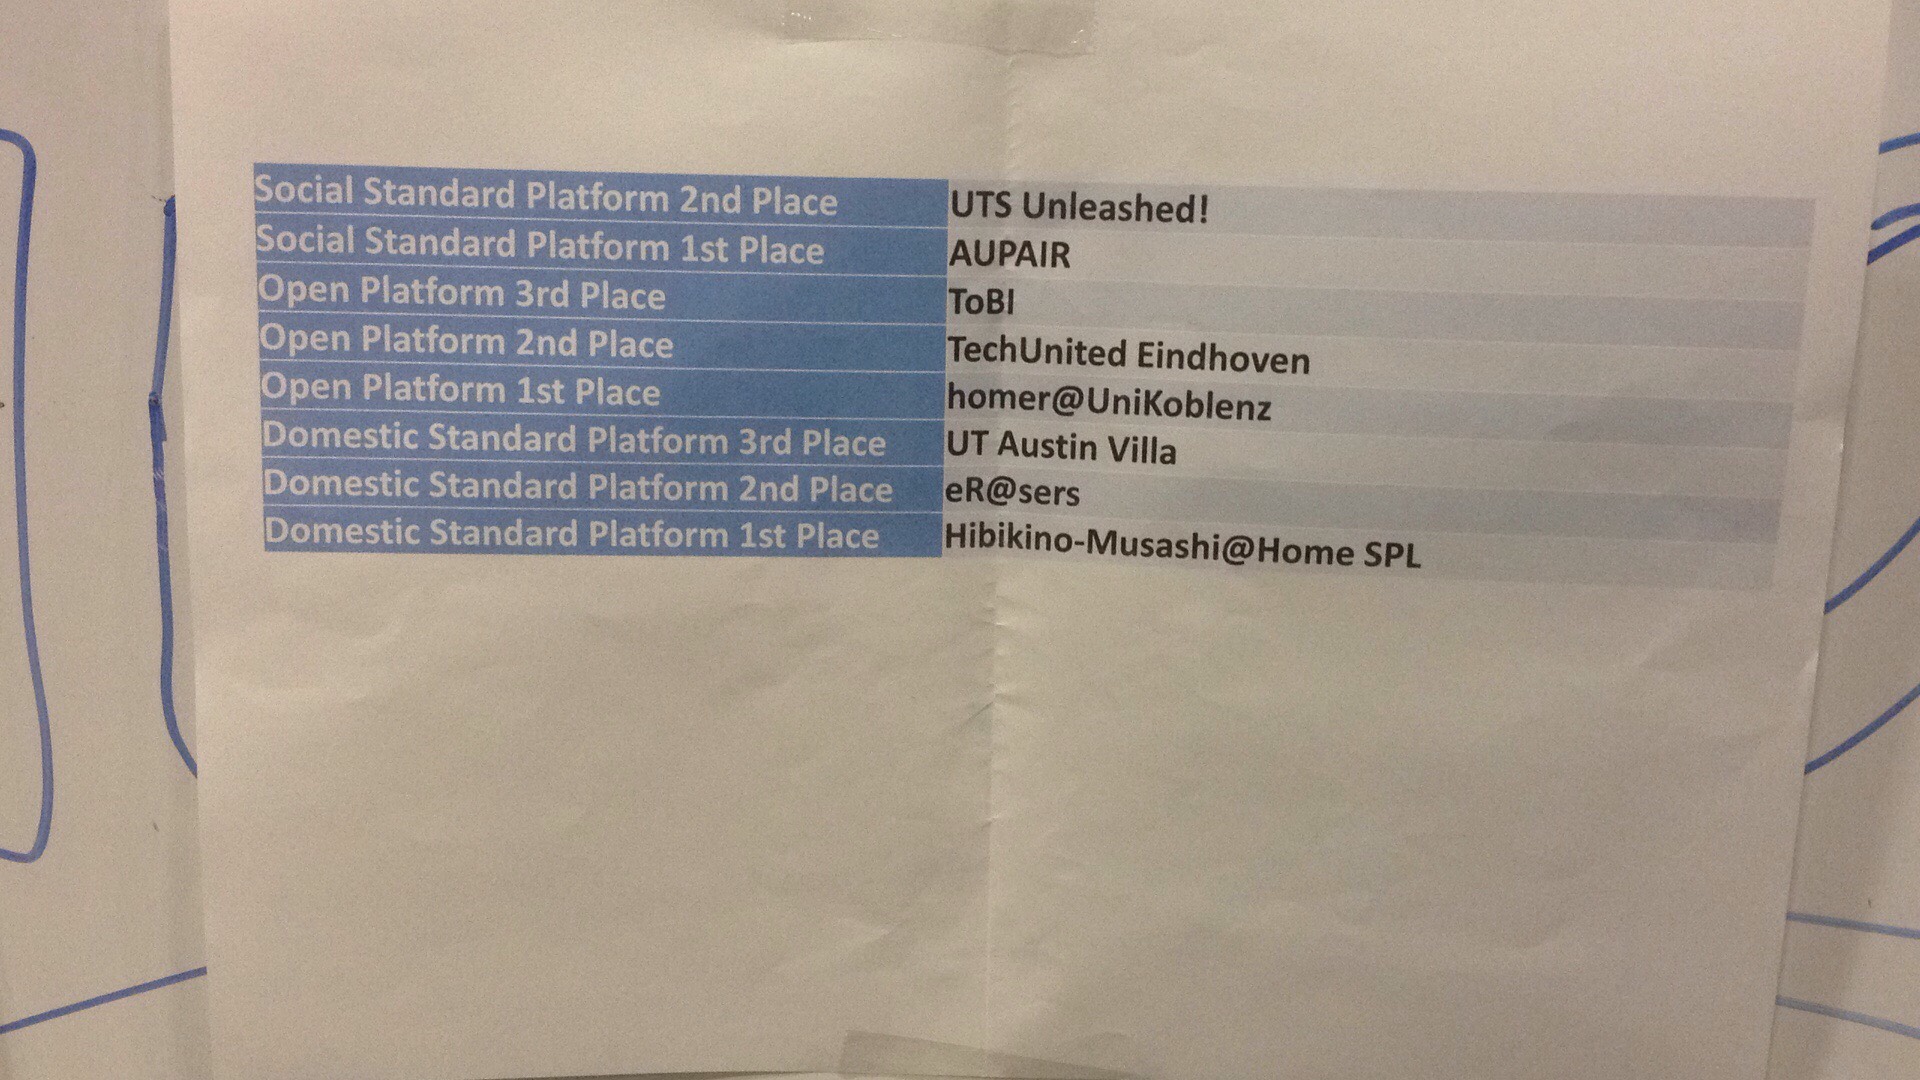 Social Standard Platform 2nd Place UTS Unleashed!
Social Standard Platform 1st Place AUPAIR
Open Platform 3rd Place ToBI
Open Platform 2nd Place TechUnited Eindhoven
Open Platform 1st Place homer@UniKoblenz
Domestic Standard Platform 3rd Place UT Austin Villa
Domestic Standard Platform 2nd Place eR@sers
Domestic Standard Platform 1st Place Hibikino-Musashi@Home SPL